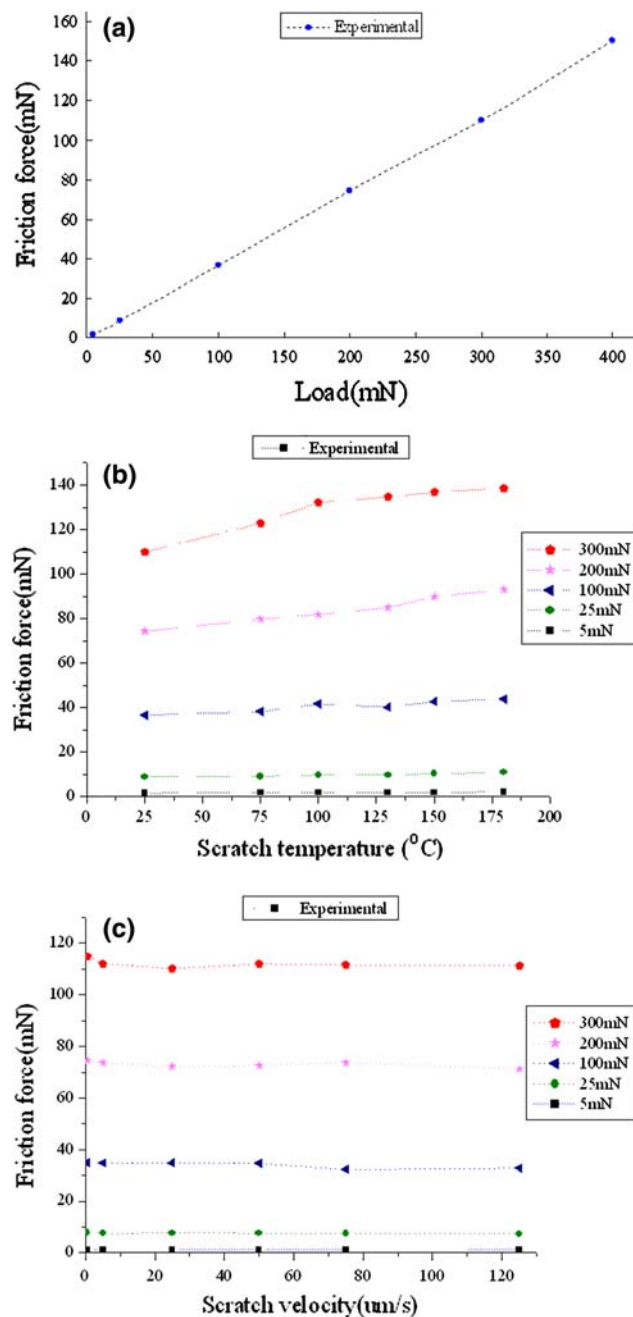 (a)
Experimental
160
140
120
100
80
60
40
20
0
Friction force(mN)
0 50 100 150 200 250 300 350 400
Load(mN)
Experimental
(b)
140
120
100
80
60
40
20
0
Friction force(mN)
300mN
200mN
100mN
25mN
5mN
0 25 50 75 100 125 150 175 200
Scratch temperature (°C)
Experimental
(c)
120
100
80
60
40
20
0
Friction force(mN)
300mN
200mN
100mN
25mN
5mN
0 20 40 60 80 100 120
Scratch velocity(um/s)